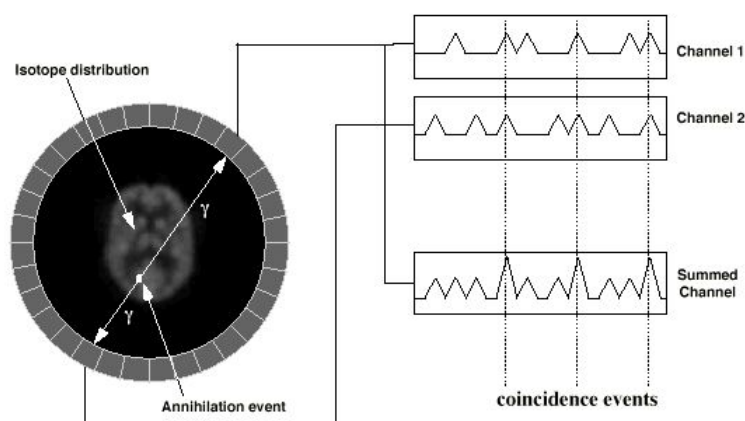 Isotope distribution
γ
γ
Annihilation event
Channel 1
Channel 2
Summed
Channel
coincidence events